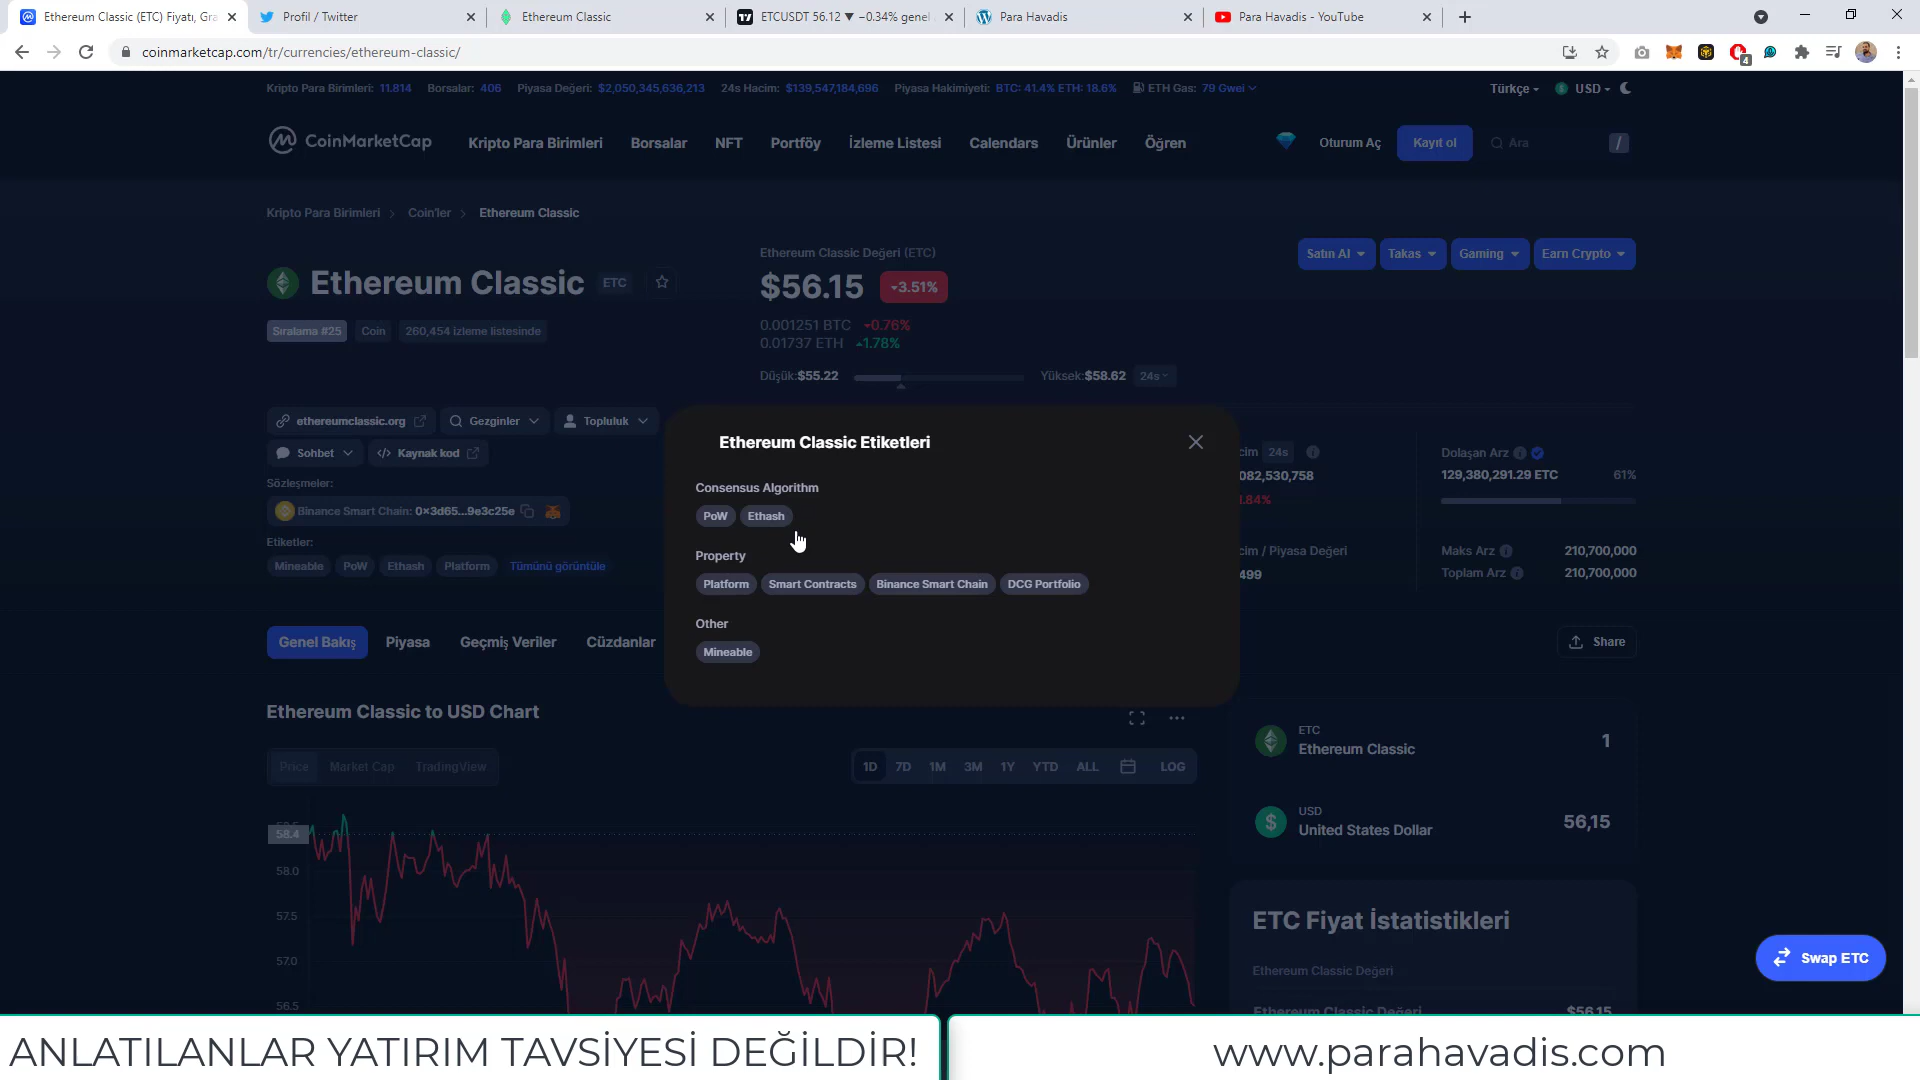 Ethereum Classic (ETC) Fiyatı, Gra
Profil / Twitter
Ethereum Classic
ETCUSDT 56.12 ▼ −0.34% genel
Para Havadis
Para Havadis - YouTube
coinmarketcap.com/tr/currencies/ethereum-classic/
4
Kripto Para Birimleri: 11.814 Borsalar: 406 Piyasa Değeri: $2,050,345,636,213 24s Hacim: $139,547,184,696 Piyasa Hakimiyeti: BTC: 41.4% ETH: 18.6% ETH Gas: 79 Gwei
Türkçe USD
CoinMarketCap
Kripto Para Birimleri Borsalar NFT Portföy İzleme Listesi Calendars Ürünler Öğren
Oturum Aç Kayıt ol Ara /
Kripto Para Birimleri > Coin'ler > Ethereum Classic
Ethereum Classic ETC
Sıralama #25 Coin 260,454 izleme listesinde
Ethereum Classic Değeri (ETC)
$56.15 3.51%
0.001251 BTC 0.76%
0.01737 ETH 1.78%
Düşük:$55.22 Yüksek:$58.62 24s
Satın Al Takas Gaming Earn Crypto
ethereumclassic.org Gezginler Topluluk
Sohbet Kaynak kod
Sözleşmeler:
Binance Smart Chain: 0x3d65...9e3c25e
Etiketler:
Mineable PoW Ethash Platform Tümünü görüntüle
Ethereum Classic Etiketleri
Consensus Algorithm
PoW Ethash
Property
Platform Smart Contracts Binance Smart Chain DCG Portfolio
Other
Mineable
cim 24s
082,530,758
.84%
cim / Piyasa Değeri
499
Dolaşan Arz
129,380,291.29 ETC 61%
Maks Arz 210,700,000
Toplam Arz 210,700,000
Genel Bakış Piyasa Geçmiş Veriler Cüzdanlar
Share
Ethereum Classic to USD Chart
Price Market Cap TradingView
1D 7D 1M 3M 1Y YTD ALL LOG
58.4
58.0
57.5
57.0
56.5
ETC
Ethereum Classic 1
USD
United States Dollar 56,15
ETC Fiyat İstatistikleri
Ethereum Classic Değeri
Ethereum Classic Değeri $56.15
Swap ETC
ANLATILANLAR YATIRIM TAVSİYESİ DEĞİLDİR!
www.parahavadis.com